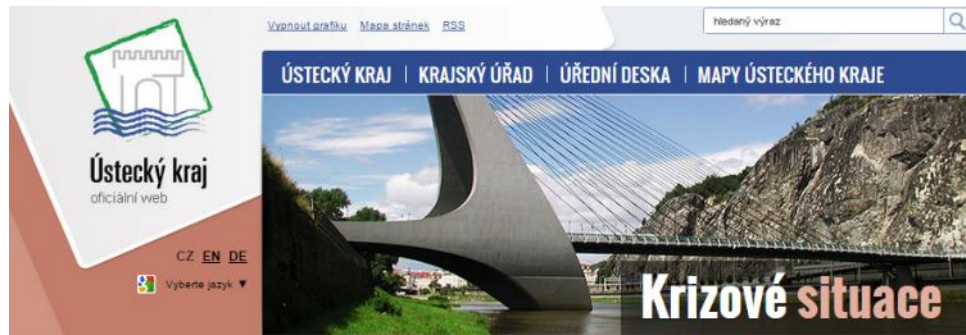 Vypnout grafiku Mapa stránek RSS
hledaný výraz
ÚSTECKÝ KRAJ | KRAJSKÝ ÚŘAD | ÚŘEDNÍ DESKA | MAPY ÚSTECKÉHO KRAJE
Ústecký kraj
oficiální web
CZ EN DE
Vyberte jazyk ▼
Krizové situace